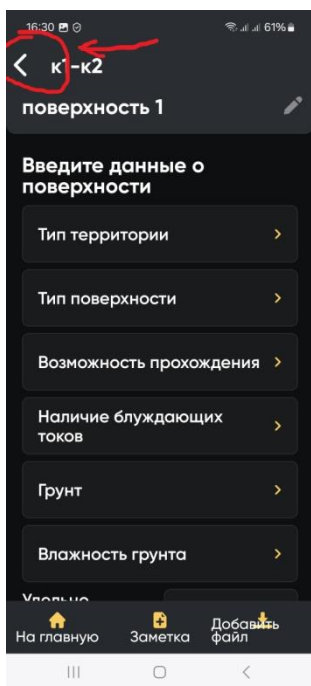 16:30 61%
к1-к2
поверхность 1
Введите данные о
поверхности
Тип территории
Тип поверхности
Возможность прохождения
Наличие блуждающих
токов
Грунт
Влажность грунта
На главную Заметка Добавить
файл